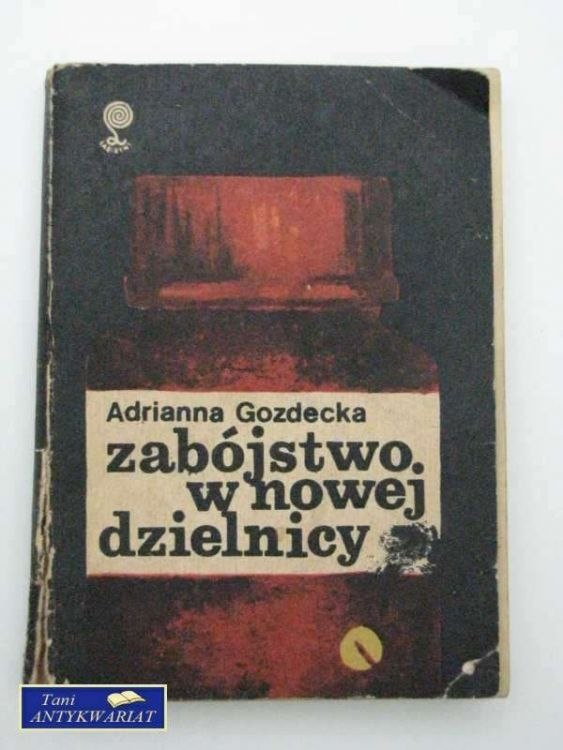 Adrianna Gozdecka
zabójstwo
w nowej
dzielnicy
Tani
ANTYKWARIAT